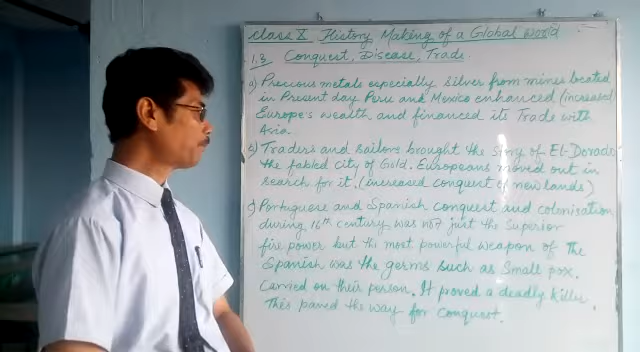 Class X History Making of a Global World
1.3 Conquest, Disease, Trade.
a) Precious metals especially silver from mines located
in Present day Peru and Mexico enhanced (increased)
Europe's wealth and financed its Trade with
Asia.
b) Traders and sailors brought the story of El-Dorado
the fabled city of Gold. Europeans moved out in
search for it. (increased conquest of new lands)
c) Portuguese and Spanish conquest and colonisation
during 16th century was not just the Superior
fire power but the most powerful weapon of the
Spanish was the germs such as Small pox.
Carried on their person. It proved a deadly killer.
This paved the way for conquest.